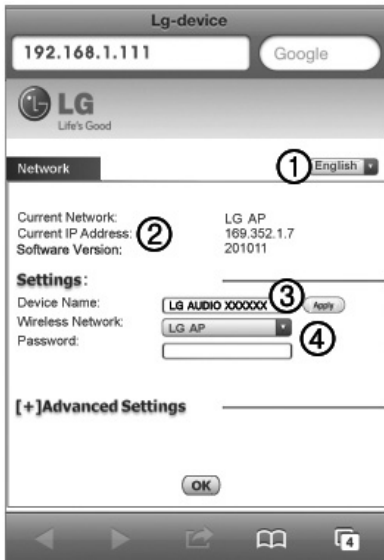 Lg-device
192.168.1.111 Google
LG
Life's Good
Network ① English
Current Network: LG AP
Current IP Address: ② 169.352.1.7
Software Version: 201011
Settings:
Device Name: LG AUDIO XXXXXX ③ Apply
Wireless Network: LG AP ④
Password:
[+]Advanced Settings
OK
4